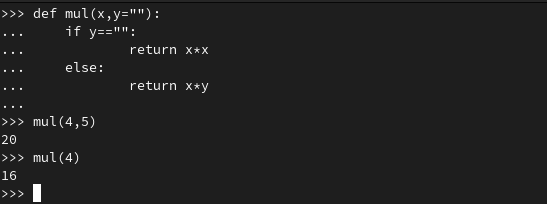 >>> def mul(x,y=""):
...     if y=="":
...             return x*x
...     else:
...             return x*y
...
>>> mul(4,5)
20
>>> mul(4)
16
>>>